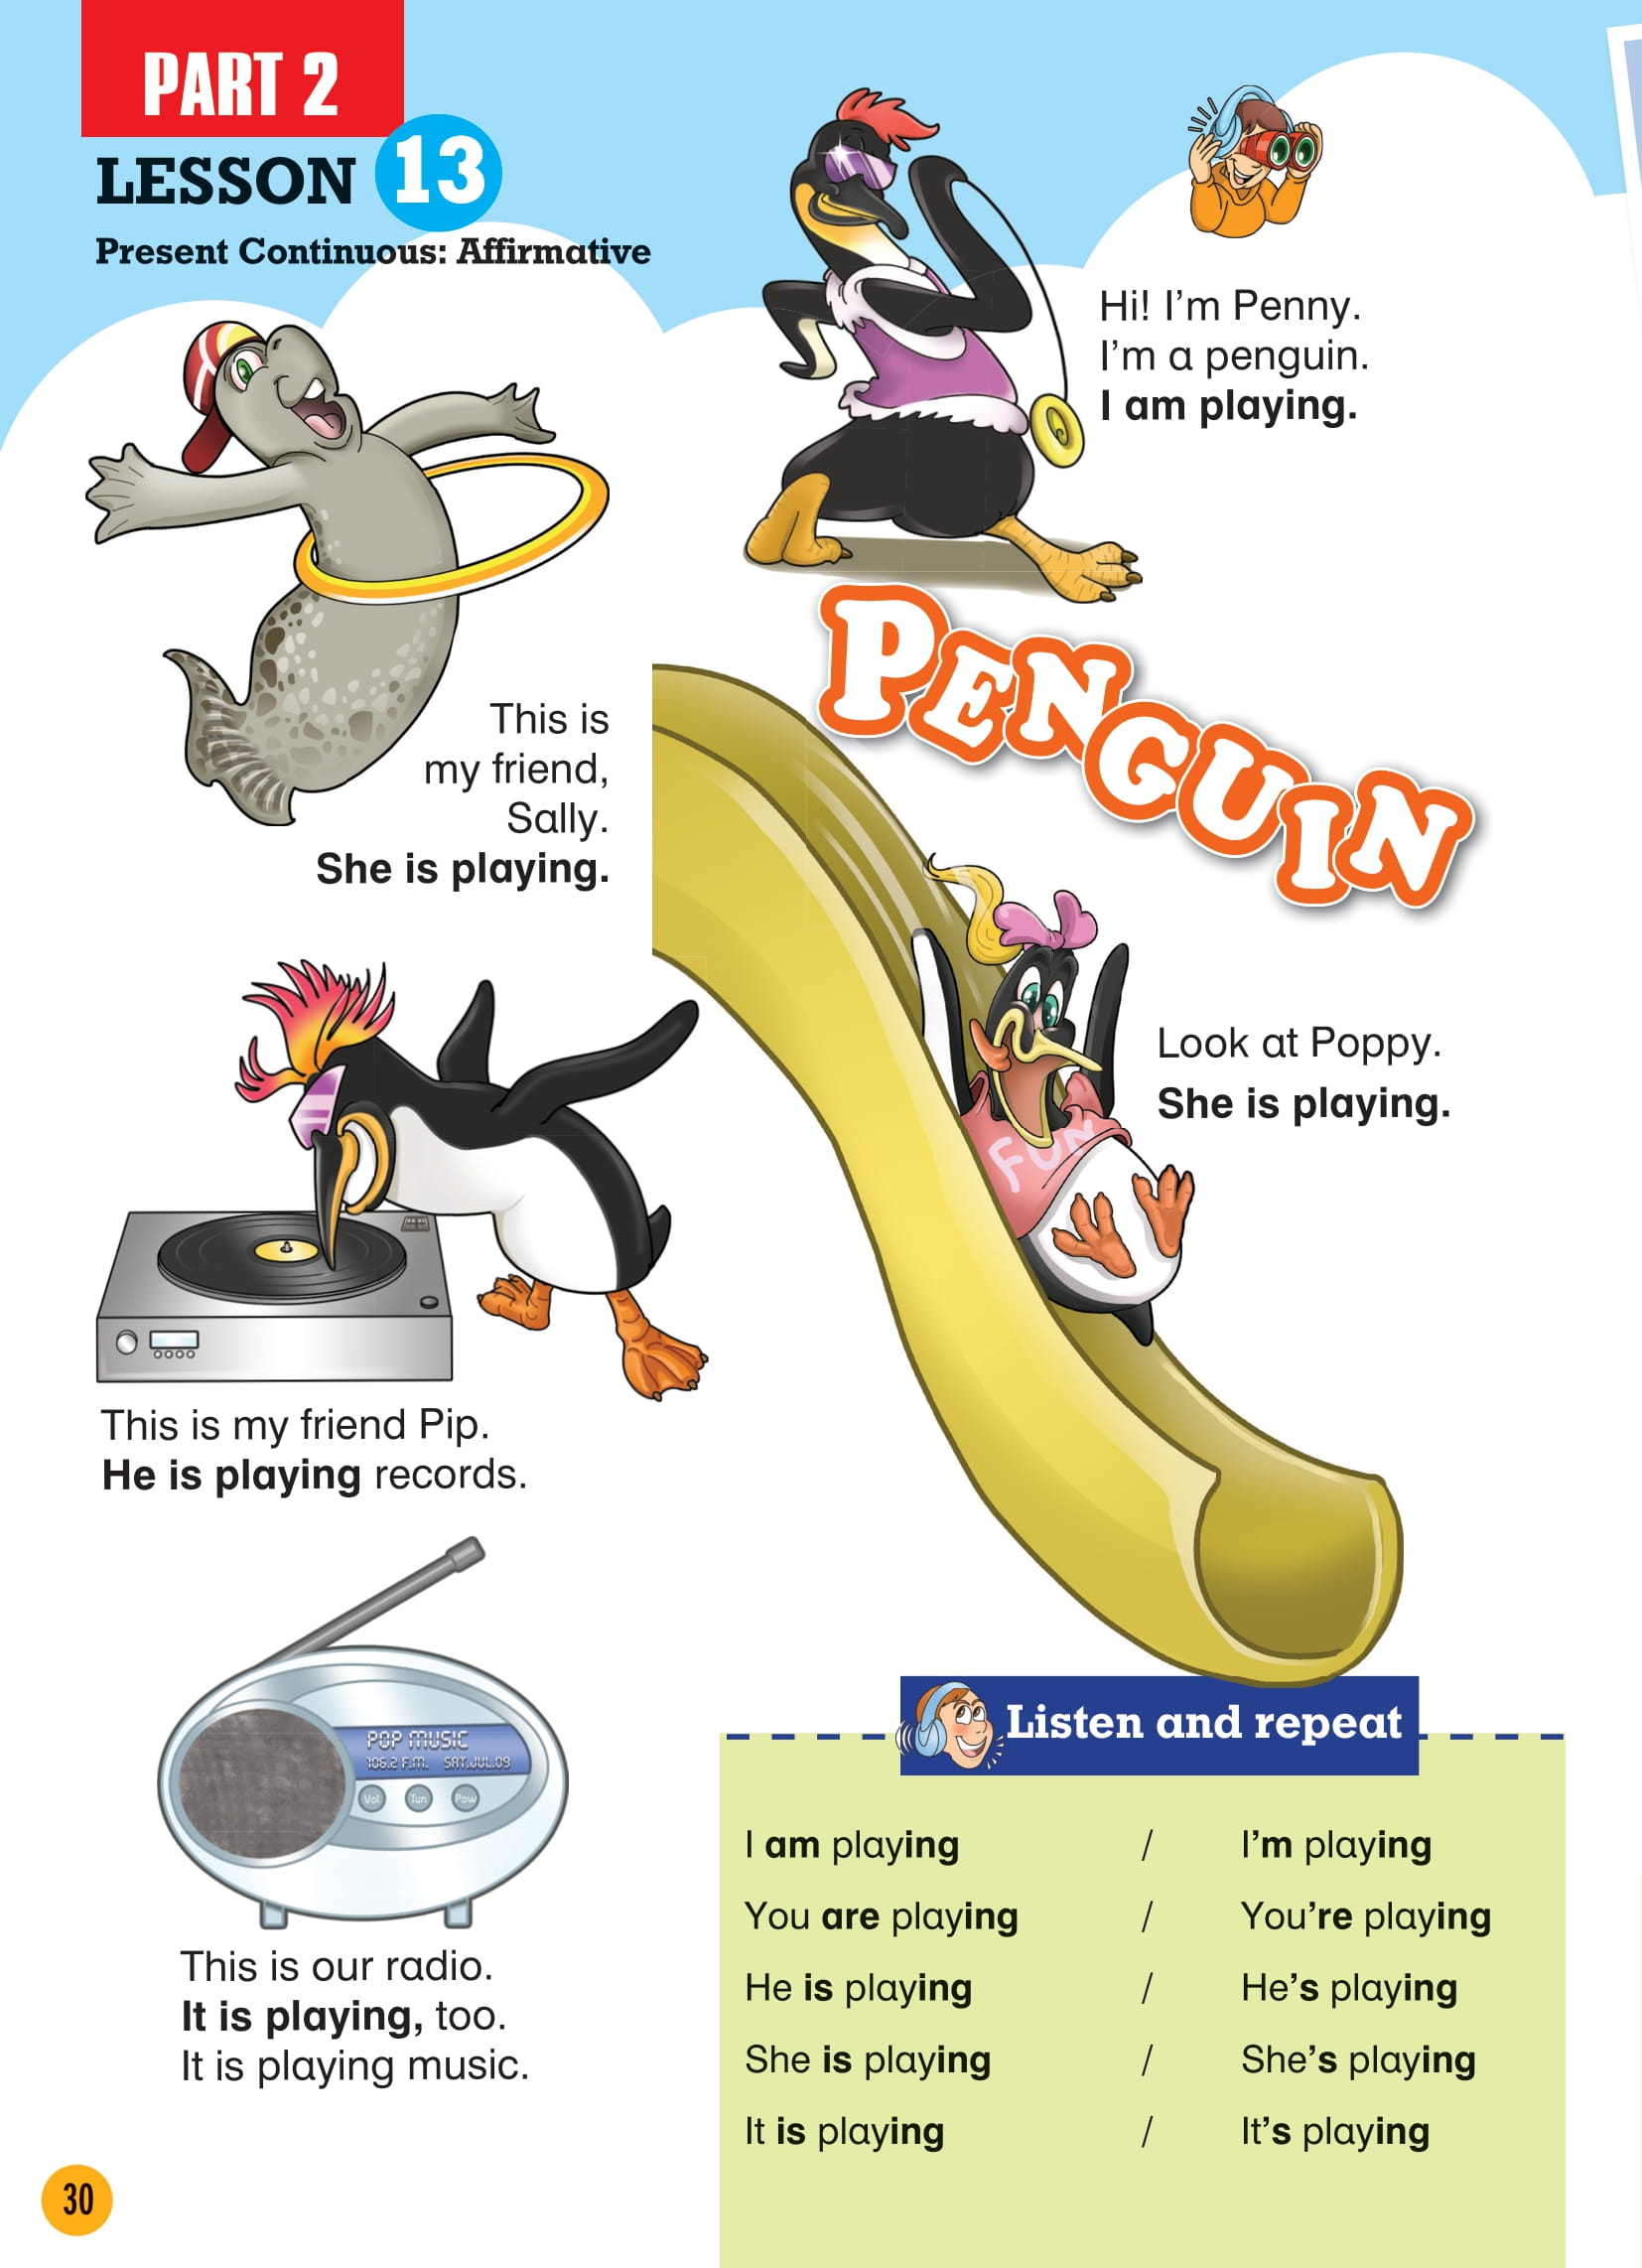 PART 2
LESSON 13
Present Continuous: Affirmative
Hi! I'm Penny.
I'm a penguin.
I am playing.
This is
my friend,
Sally.
She is playing.
PENGUIN
FUN
Look at Poppy.
She is playing.
This is my friend Pip.
He is playing records.
POP MUSIC
106.2 F.M. SAT.JUL.09
Vol Tun Pow
This is our radio.
It is playing, too.
It is playing music.
Listen and repeat
I am playing / I'm playing
You are playing / You're playing
He is playing / He's playing
She is playing / She's playing
It is playing / It's playing
30